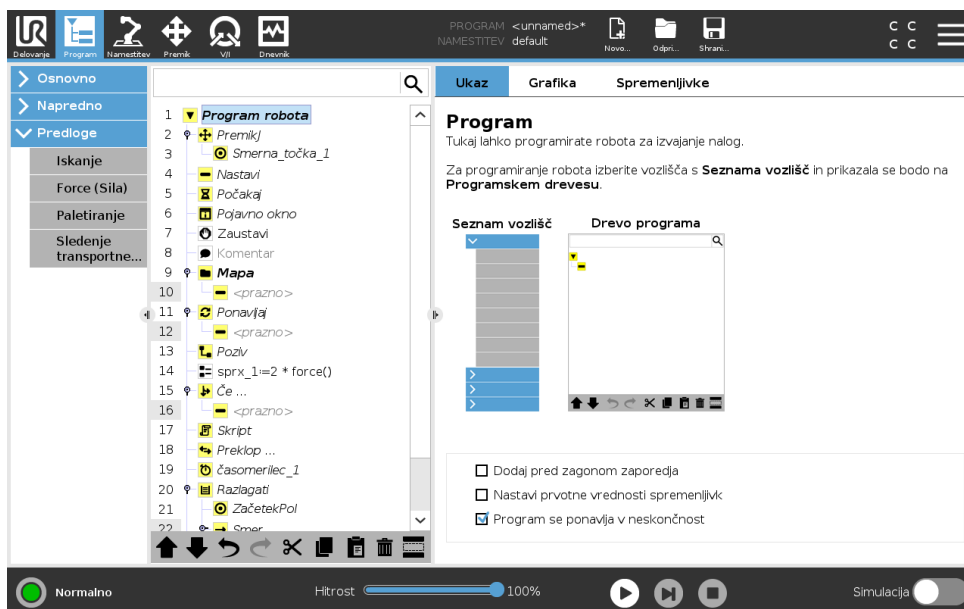 UR
PROGRAM <unnamed>*
NAMESTITEV default
Delovanje
Program
Namestitev
Premik
V/I
Dnevnik
Novo...
Odpri...
Shrani...
C C
C C
Osnovno
Napredno
Predloge
Iskanje
Force (Sila)
Paletiranje
Sledenje
transportne...
1 Program robota
2 PremikJ
3 Smerna_točka_1
4 Nastavi
5 Počakaj
6 Pojavno okno
7 Zaustavi
8 Komentar
9 Mapa
10 <prazno>
11 Ponavljaj
12 <prazno>
13 Poziv
14 sprx_1≔2 * force()
15 Če ...
16 <prazno>
17 Skript
18 Preklop ...
19 časomerilec_1
20 Razlagati
21 ZačetekPol
22 Smer
Ukaz
Grafika
Spremenljivke
Program
Tukaj lahko programirate robota za izvajanje nalog.
Za programiranje robota izberite vozlišča s Seznama vozlišč in prikazala se bodo na
Programskem drevesu.
Seznam vozlišč
Drevo programa
Dodaj pred zagonom zaporedja
Nastavi prvotne vrednosti spremenljivk
Program se ponavlja v neskončnost
Normalno
Hitrost
100%
Simulacija